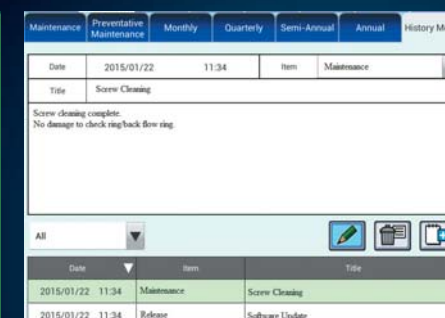 Maintenance Preventative Maintenance Monthly Quarterly Semi-Annual Annual History M
Date 2015/01/22 11:34 Item Maintenance
Title Screw Cleaning
Screw cleaning complete.
No damage to check ring/back flow ring.
All
Date Item Title
2015/01/22 11:34 Maintenance Screw Cleaning
2015/01/22 11:34 Release Software Update